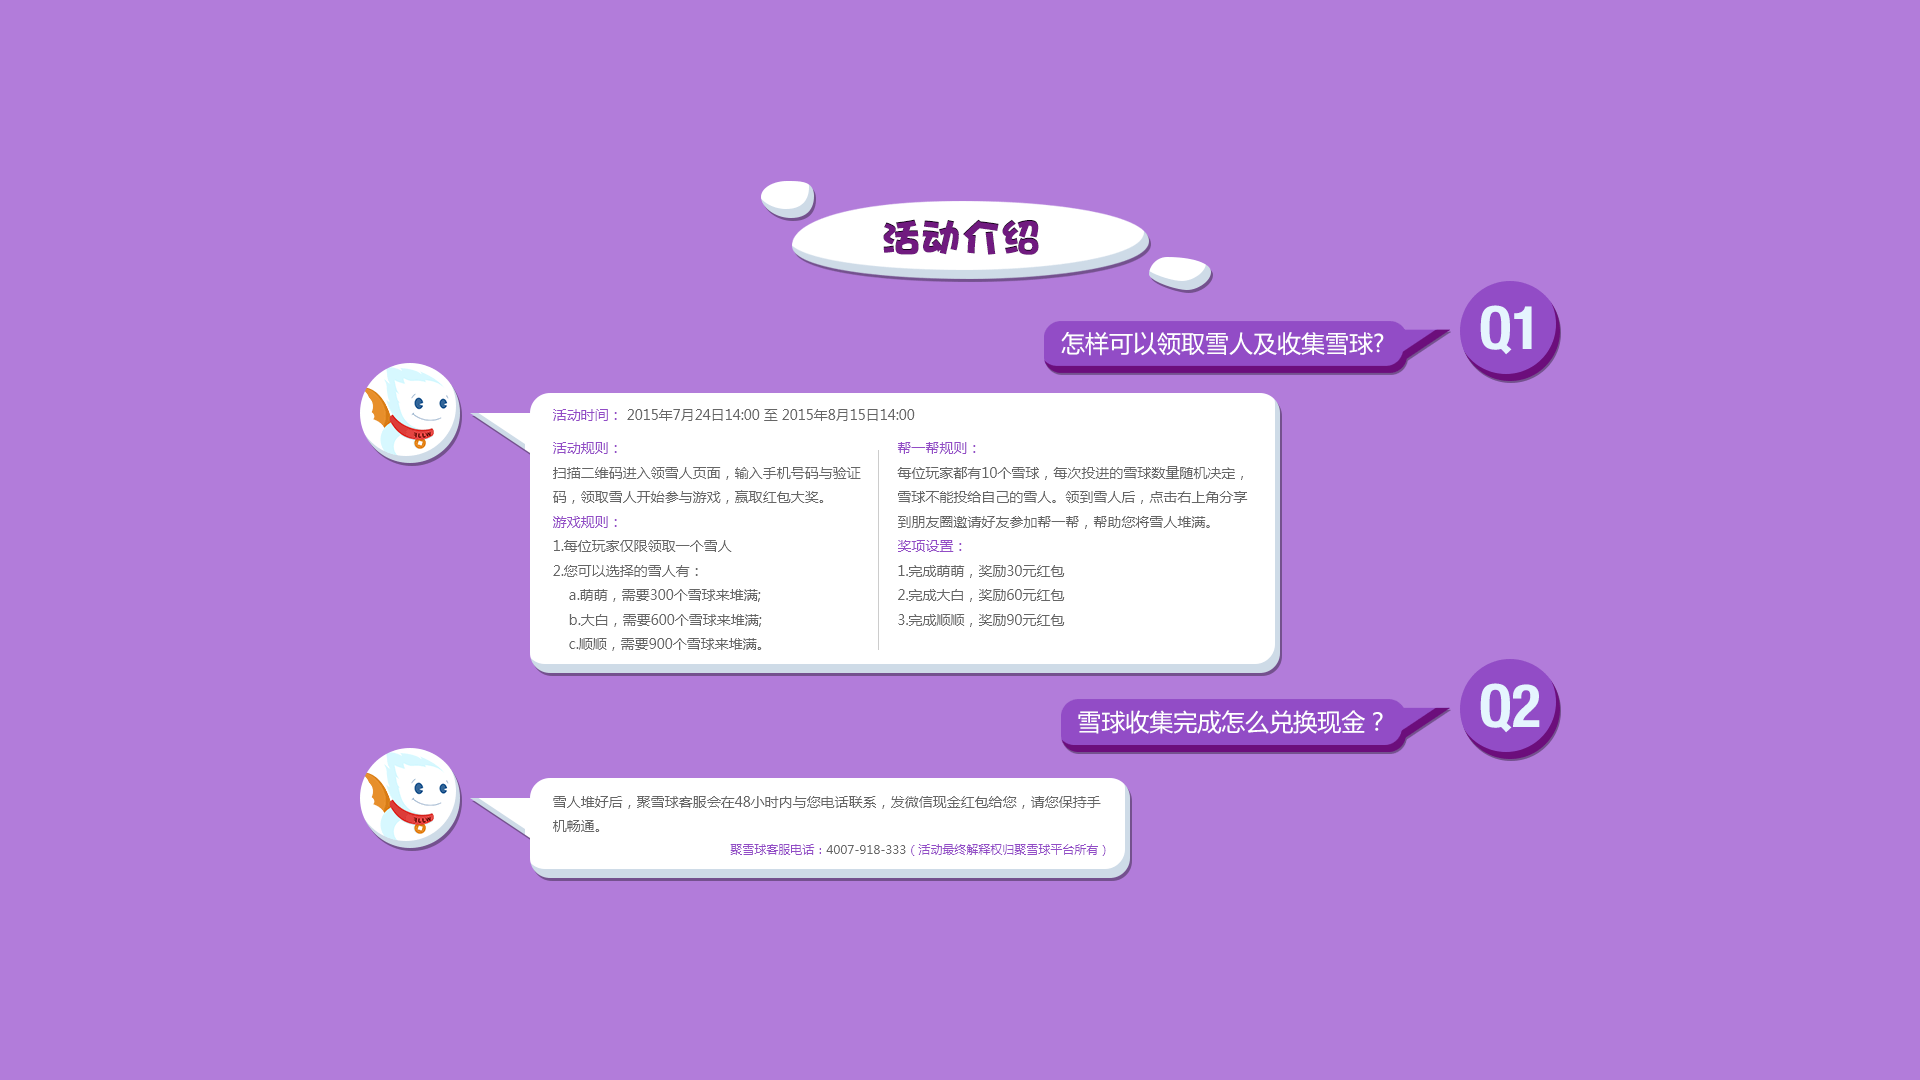 活动介绍
Q1
怎样可以领取雪人及收集雪球?
活动时间： 2015年7月24日14:00 至 2015年8月15日14:00
活动规则：
扫描二维码进入领雪人页面，输入手机号码与验证
码，领取雪人开始参与游戏，赢取红包大奖。
游戏规则：
1.每位玩家仅限领取一个雪人
2.您可以选择的雪人有：
a.萌萌，需要300个雪球来堆满;
b.大白，需要600个雪球来堆满;
c.顺顺，需要900个雪球来堆满。
帮一帮规则：
每位玩家都有10个雪球，每次投进的雪球数量随机决定，
雪球不能投给自己的雪人。领到雪人后，点击右上角分享
到朋友圈邀请好友参加帮一帮，帮助您将雪人堆满。
奖项设置：
1.完成萌萌，奖励30元红包
2.完成大白，奖励60元红包
3.完成顺顺，奖励90元红包
Q2
雪球收集完成怎么兑换现金？
雪人堆好后，聚雪球客服会在48小时内与您电话联系，发微信现金红包给您，请您保持手
机畅通。
聚雪球客服电话：4007-918-333（活动最终解释权归聚雪球平台所有）